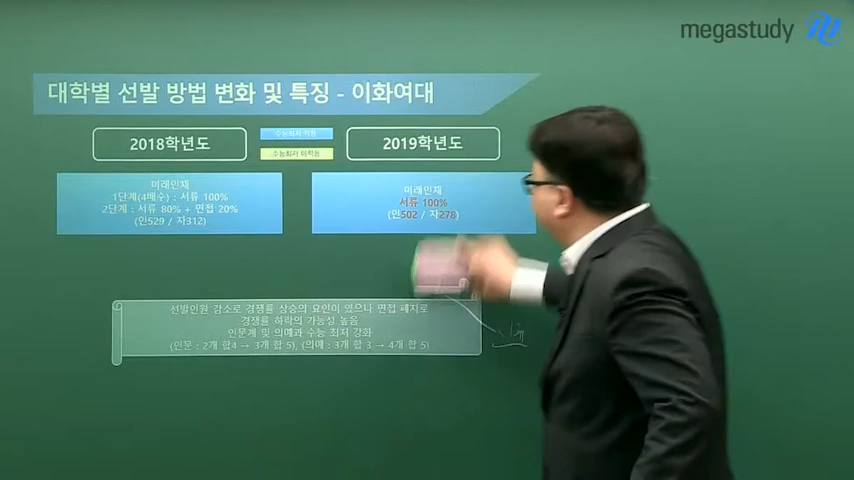 megastudy
대학별 선발 방법 변화 및 특징 - 이화여대
2018학년도
수능최저 적용
2019학년도
수능최저 미적용
미래인재
1단계(4배수) : 서류 100%
2단계 : 서류 80% + 면접 20%
(인529 / 자312)
미래인재
서류 100%
(인502 / 자278)
선발인원 감소로 경쟁률 상승의 요인이 있으나 면접 폐지로
경쟁률 하락의 가능성 높음
인문계 및 의예과 수능 최저 강화
(인문 : 2개 합4 → 3개 합 5), (의예 : 3개 합 3 → 4개 합 5)